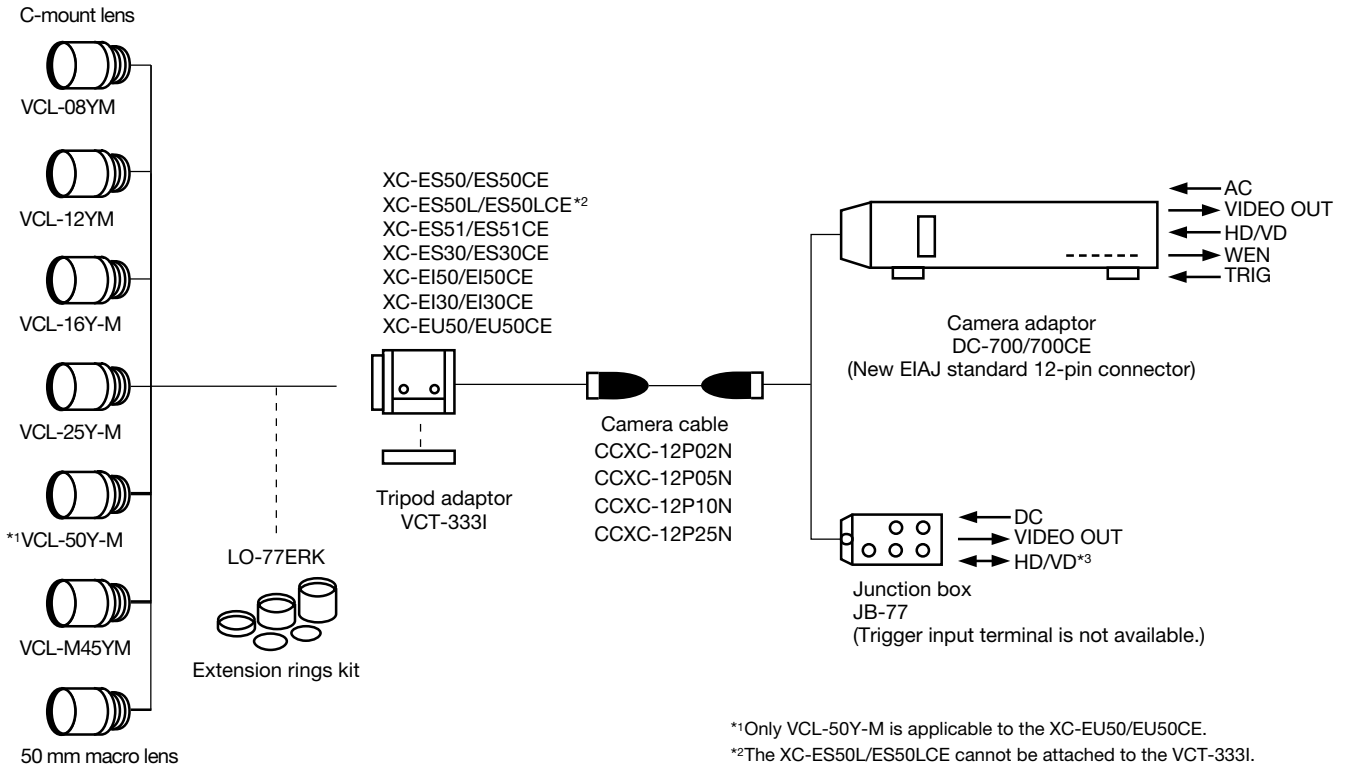 C-mount lens
VCL-08YM
VCL-12YM
VCL-16Y-M
VCL-25Y-M
*1VCL-50Y-M
VCL-M45YM
50 mm macro lens
LO-77ERK
Extension rings kit
XC-ES50/ES50CE
XC-ES50L/ES50LCE*2
XC-ES51/ES51CE
XC-ES30/ES30CE
XC-EI50/EI50CE
XC-EI30/EI30CE
XC-EU50/EU50CE
Tripod adaptor
VCT-333I
Camera cable
CCXC-12P02N
CCXC-12P05N
CCXC-12P10N
CCXC-12P25N
AC
VIDEO OUT
HD/VD
WEN
TRIG
Camera adaptor
DC-700/700CE
(New EIAJ standard 12-pin connector)
DC
VIDEO OUT
HD/VD*3
Junction box
JB-77
(Trigger input terminal is not available.)
*1Only VCL-50Y-M is applicable to the XC-EU50/EU50CE.
*2The XC-ES50L/ES50LCE cannot be attached to the VCT-333I.